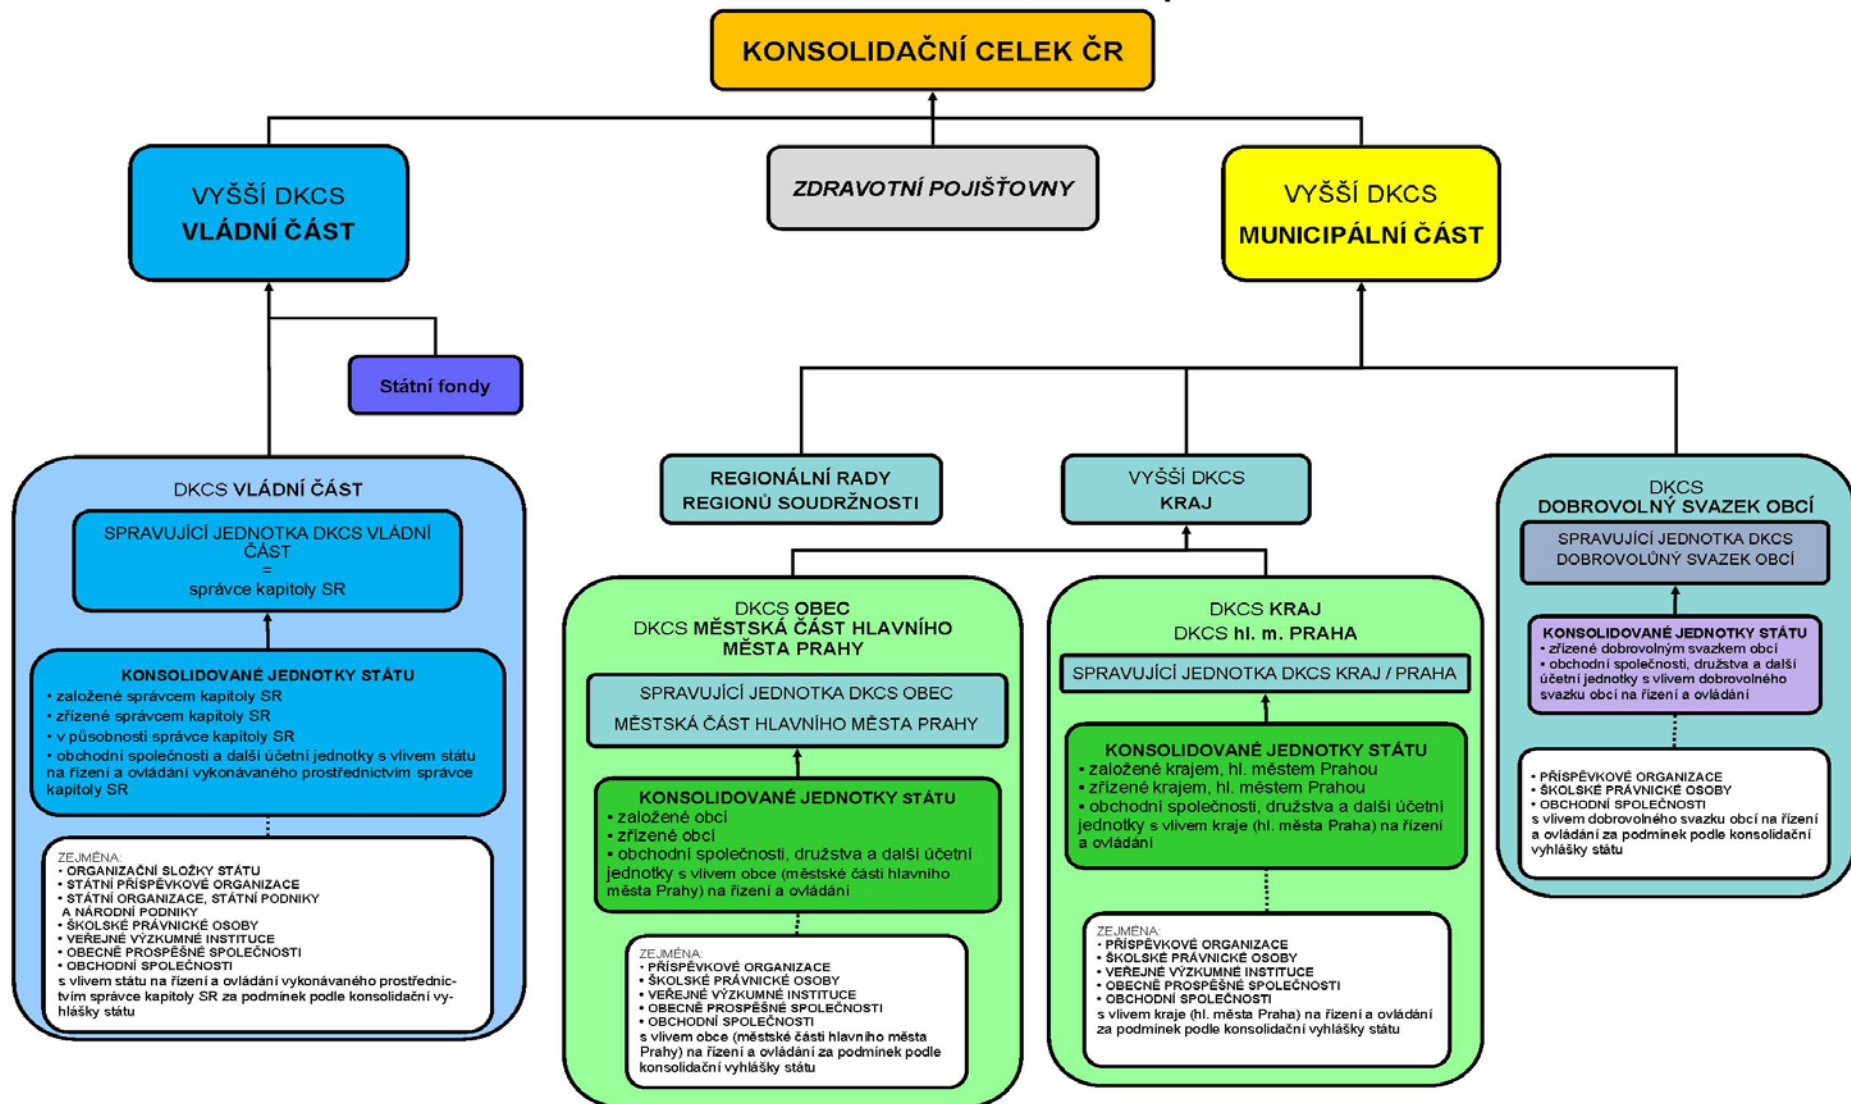 KONSOLIDAČNÍ CELEK ČR
VYŠŠÍ DKCS
VLÁDNÍ ČÁST
ZDRAVOTNÍ POJIŠŤOVNY
VYŠŠÍ DKCS
MUNICIPÁLNÍ ČÁST
Státní fondy
DKCS VLÁDNÍ ČÁST
SPRAVUJÍCÍ JEDNOTKA DKCS VLÁDNÍ
ČÁST
=
správce kapitoly SR
KONSOLIDOVANÉ JEDNOTKY STÁTU
• založené správcem kapitoly SR
• zřízené správcem kapitoly SR
• v působnosti správce kapitoly SR
• obchodní společnosti a další účetní jednotky s vlivem státu
na řízení a ovládání vykonávaného prostřednictvím správce
kapitoly SR
ZEJMÉNA:
• ORGANIZAČNÍ SLOŽKY STÁTU
• STÁTNÍ PŘÍSPĚVKOVÉ ORGANIZACE
• STÁTNÍ ORGANIZACE, STÁTNÍ PODNIKY
A NÁRODNÍ PODNIKY
• ŠKOLSKÉ PRÁVNICKÉ OSOBY
• VEŘEJNÉ VÝZKUMNÉ INSTITUCE
• OBECNĚ PROSPĚŠNÉ SPOLEČNOSTI
• OBCHODNÍ SPOLEČNOSTI
s vlivem státu na řízení a ovládání vykonávaného prostřednic-
tvím správce kapitoly SR za podmínek podle konsolidační vy-
hlášky státu
REGIONÁLNÍ RADY
REGIONŮ SOUDRŽNOSTI
VYŠŠÍ DKCS
KRAJ
DKCS OBEC
DKCS MĚSTSKÁ ČÁST HLAVNÍHO
MĚSTA PRAHY
SPRAVUJÍCÍ JEDNOTKA DKCS OBEC
MĚSTSKÁ ČÁST HLAVNÍHO MĚSTA PRAHY
KONSOLIDOVANÉ JEDNOTKY STÁTU
• založené obcí
• zřízené obcí
• obchodní společnosti, družstva a další účetní
jednotky s vlivem obce (městské části hlavního
města Prahy) na řízení a ovládání
ZEJMÉNA:
• PŘÍSPĚVKOVÉ ORGANIZACE
• ŠKOLSKÉ PRÁVNICKÉ OSOBY
• VEŘEJNÉ VÝZKUMNÉ INSTITUCE
• OBECNĚ PROSPĚŠNÉ SPOLEČNOSTI
• OBCHODNÍ SPOLEČNOSTI
s vlivem obce (městské části hlavního města
Prahy) na řízení a ovládání za podmínek podle
konsolidační vyhlášky státu
DKCS KRAJ
DKCS hl. m. PRAHA
SPRAVUJÍCÍ JEDNOTKA DKCS KRAJ / PRAHA
KONSOLIDOVANÉ JEDNOTKY STÁTU
• založené krajem, hl. městem Prahou
• zřízené krajem, hl. městem Prahou
• obchodní společnosti, družstva a další účetní
jednotky s vlivem kraje (hl. města Praha) na řízení
a ovládání
ZEJMÉNA:
• PŘÍSPĚVKOVÉ ORGANIZACE
• ŠKOLSKÉ PRÁVNICKÉ OSOBY
• VEŘEJNÉ VÝZKUMNÉ INSTITUCE
• OBECNĚ PROSPĚŠNÉ SPOLEČNOSTI
• OBCHODNÍ SPOLEČNOSTI
s vlivem kraje (hl. města Praha) na řízení a ovládání
za podmínek podle konsolidační vyhlášky státu
DKCS
DOBROVOLNÝ SVAZEK OBCÍ
SPRAVUJÍCÍ JEDNOTKA DKCS
DOBROVOLŮNÝ SVAZEK OBCÍ
KONSOLIDOVANÉ JEDNOTKY STÁTU
• zřízené dobrovolným svazkem obcí
• obchodní společnosti, družstva a další
účetní jednotky s vlivem dobrovolného
svazku obcí na řízení a ovládání
• PŘÍSPĚVKOVÉ ORGANIZACE
• ŠKOLSKÉ PRÁVNICKÉ OSOBY
• OBCHODNÍ SPOLEČNOSTI
s vlivem dobrovolného svazku obcí na řízení
a ovládání za podmínek podle konsolidační
vyhlášky státu